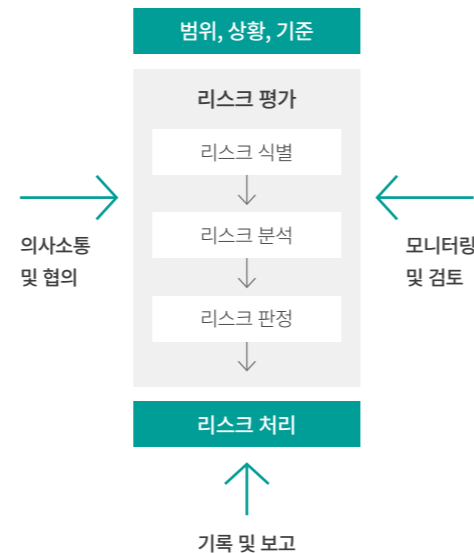 범위, 상황, 기준
리스크 평가
리스크 식별
리스크 분석
리스크 판정
의사소통
및 협의
모니터링
및 검토
리스크 처리
기록 및 보고